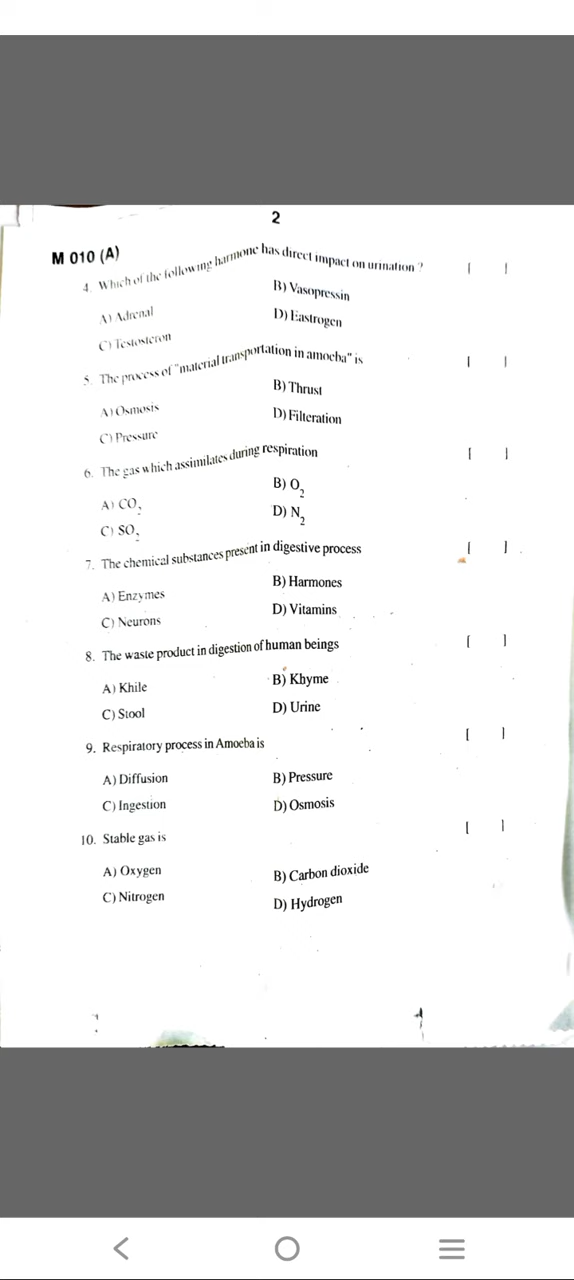 2
M 010 (A)
4. Which of the following harmone has direct impact on urination ? [ ]
A) Adrenal B) Vasopressin
C) Testosteron D) Eastrogen
5. The process of "material transportation in amoeba" is [ ]
A) Osmosis B) Thrust
C) Pressure D) Filteration
6. The gas which assimilates during respiration [ ]
A) CO₂ B) O₂
C) SO₂ D) N₂
7. The chemical substances present in digestive process [ ]
A) Enzymes B) Harmones
C) Neurons D) Vitamins
8. The waste product in digestion of human beings [ ]
A) Khile B) Khyme
C) Stool D) Urine
9. Respiratory process in Amoeba is [ ]
A) Diffusion B) Pressure
C) Ingestion D) Osmosis
10. Stable gas is [ ]
A) Oxygen B) Carbon dioxide
C) Nitrogen D) Hydrogen